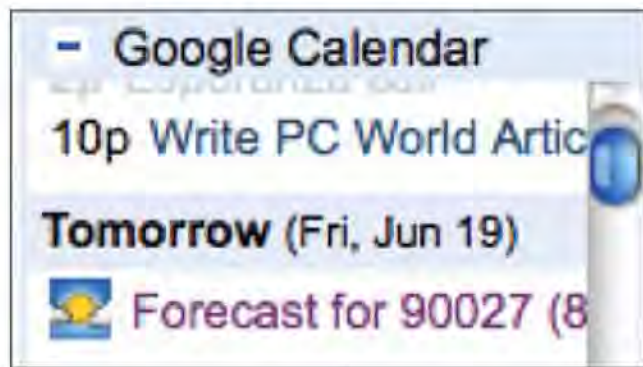 - Google Calendar
10p Write PC World Artic
Tomorrow (Fri, Jun 19)
Forecast for 90027 (8